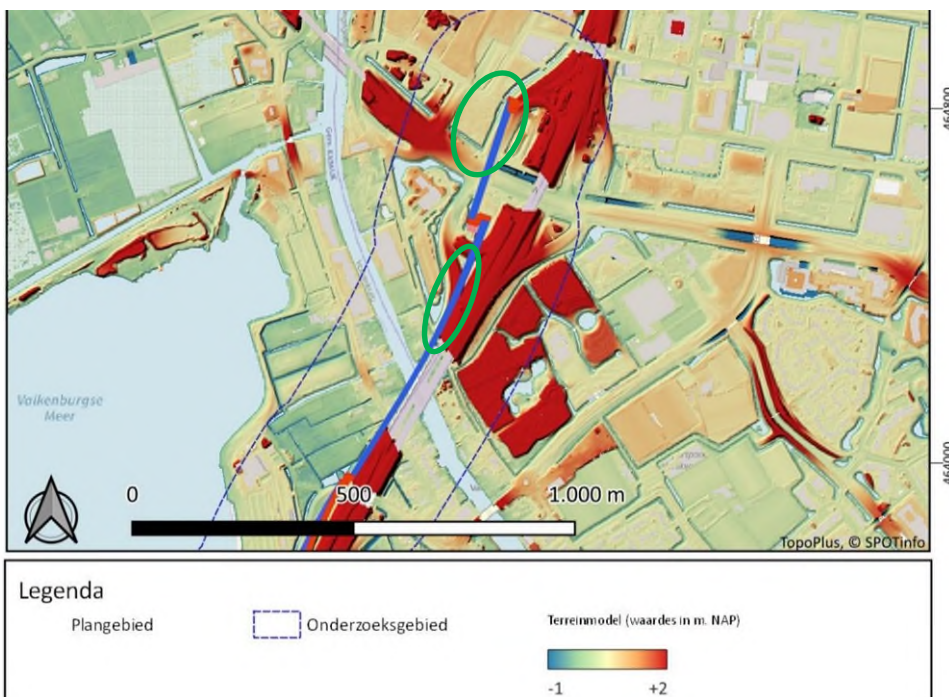 464800
Valkenburgse
Meer
464000
0
500
1.000 m
TopoPlus, © SPOTinfo
Legenda
Plangebied
Onderzoeksgebied
Terreinmodel (waardes in m. NAP)
-1
+2